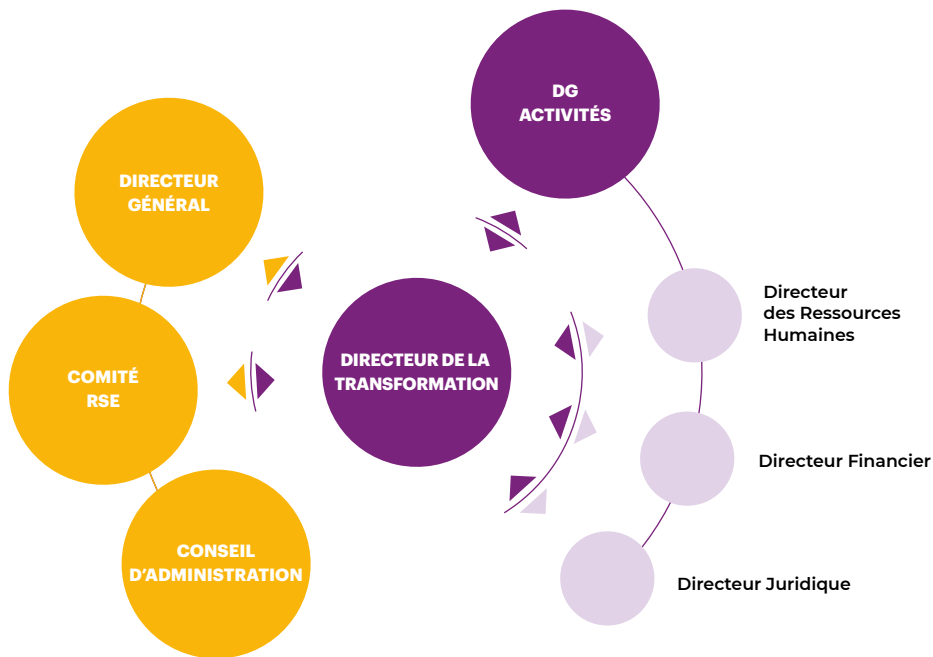 DG
ACTIVITÉS
DIRECTEUR
GÉNÉRAL
Directeur
des Ressources
Humaines
DIRECTEUR DE LA
TRANSFORMATION
COMITÉ
RSE
Directeur Financier
CONSEIL
D'ADMINISTRATION
Directeur Juridique